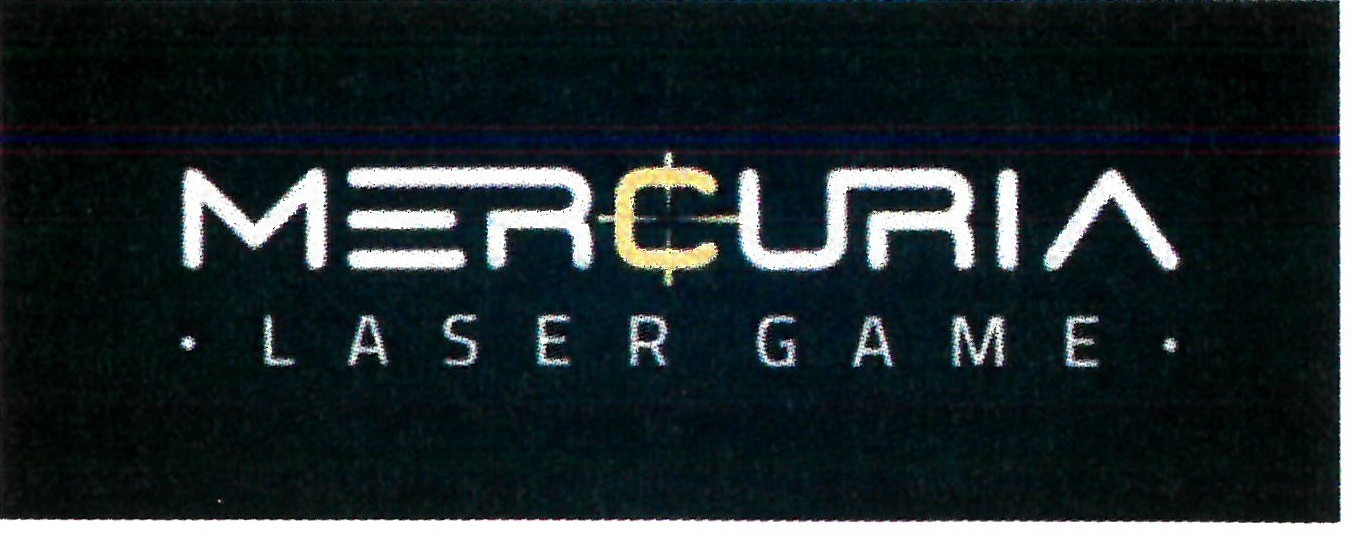 MERCURIA
• LASER GAME •